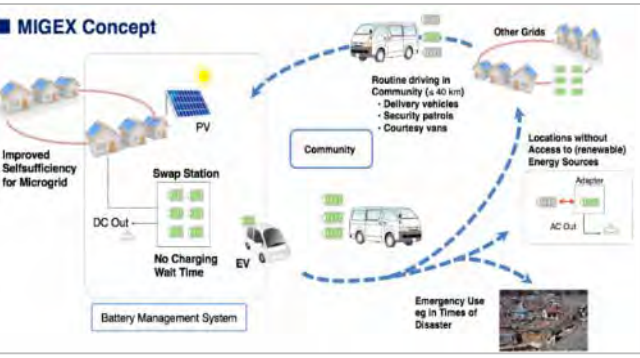 MIGEX Concept
Other Grids
Routine driving in
Community (≤ 40 km)
• Delivery vehicles
• Security patrols
• Courtesy vans
PV
Improved
Selfsufficiency
for Microgrid
Community
Locations without
Access to (renewable)
Energy Sources
Adapter
AC Out
Swap Station
DC Out
No Charging
Wait Time
EV
Battery Management System
Emergency Use
eg in Times of
Disaster